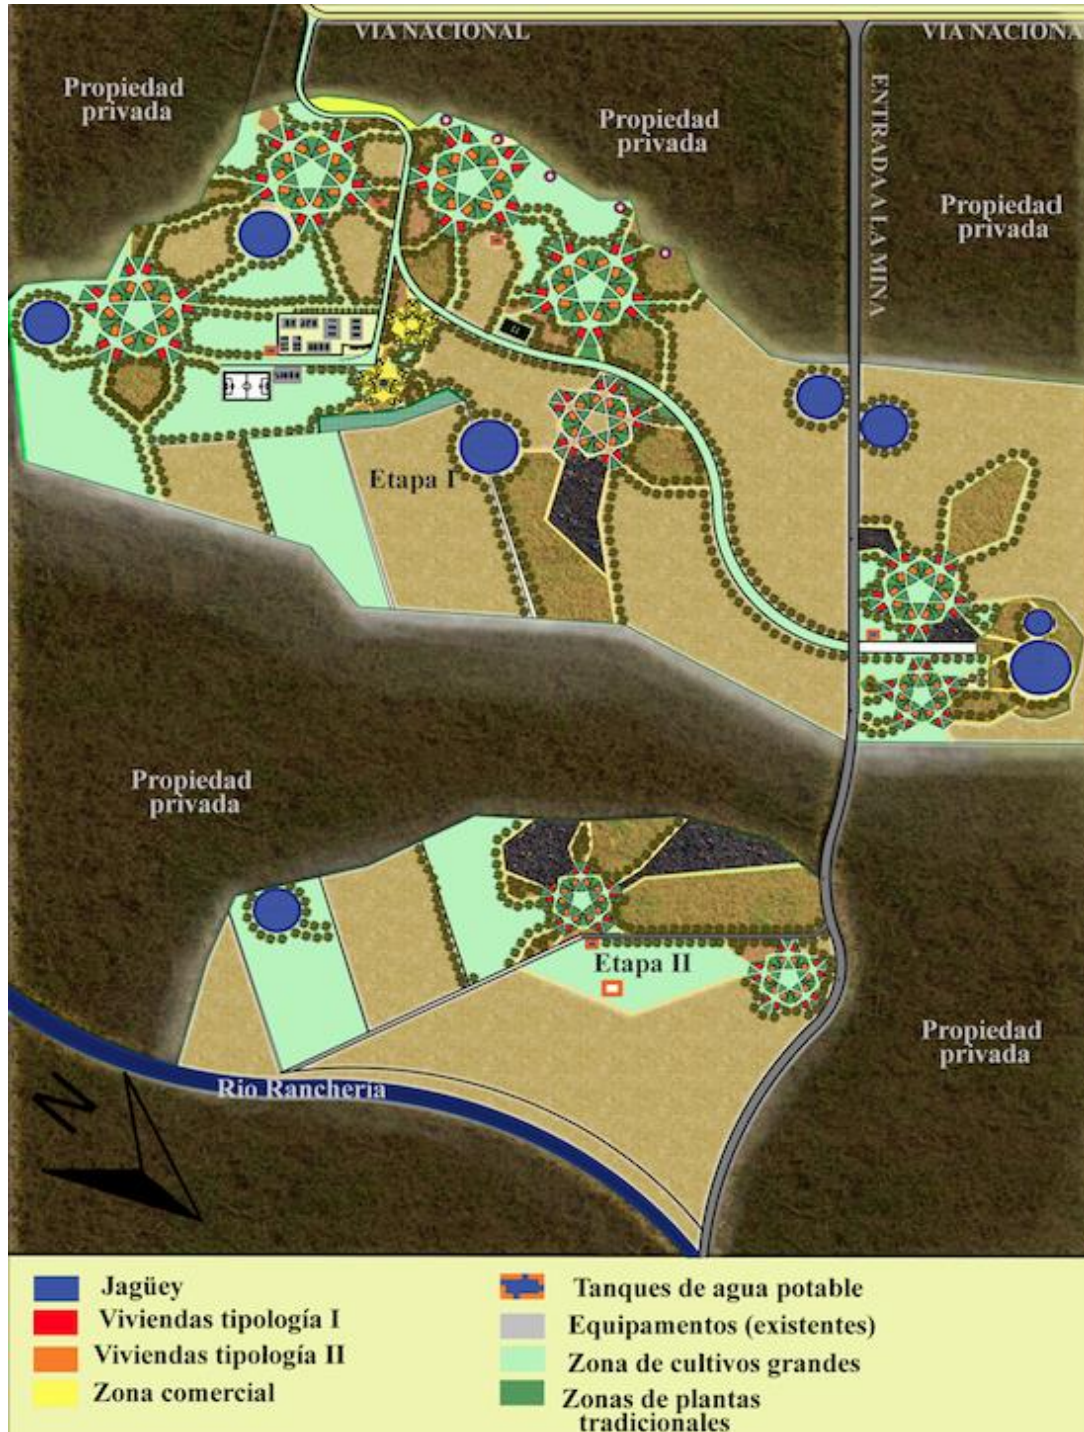 VIA NACIONAL
VIA NACIONA
Propiedad
privada
Propiedad
privada
ENTRADA A LA MINA
Propiedad
privada
Etapa I
Propiedad
privada
Etapa II
Propiedad
privada
Río Ranchería
N
Jagüey
Viviendas tipología I
Viviendas tipología II
Zona comercial
Tanques de agua potable
Equipamentos (existentes)
Zona de cultivos grandes
Zonas de plantas
tradicionales